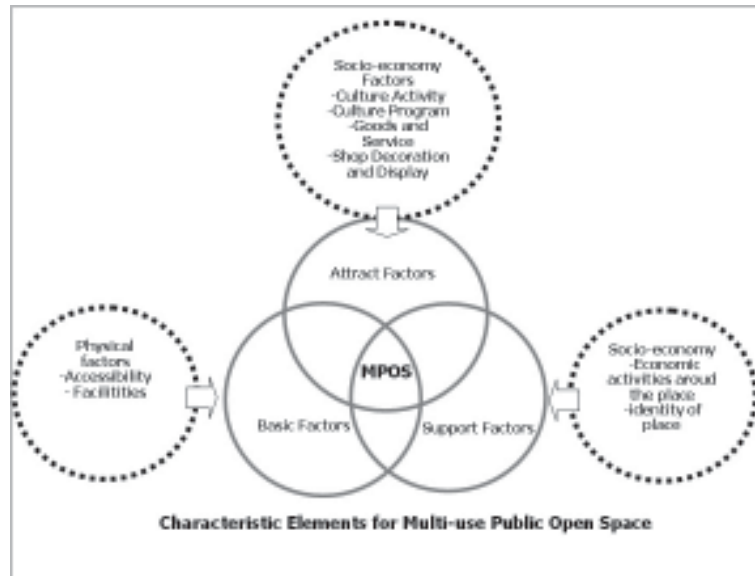 Socio-economy
Factors
-Culture Activity
-Culture Program
-Goods and
Service
-Shop Decoration
and Display
Attract Factors
Physical
factors
-Accessibility
- Facilitities
MPOS
Socio-economy
-Economic
activities aroud
the place
-identity of
place
Basic Factors
Support Factors
Characteristic Elements for Multi-use Public Open Space